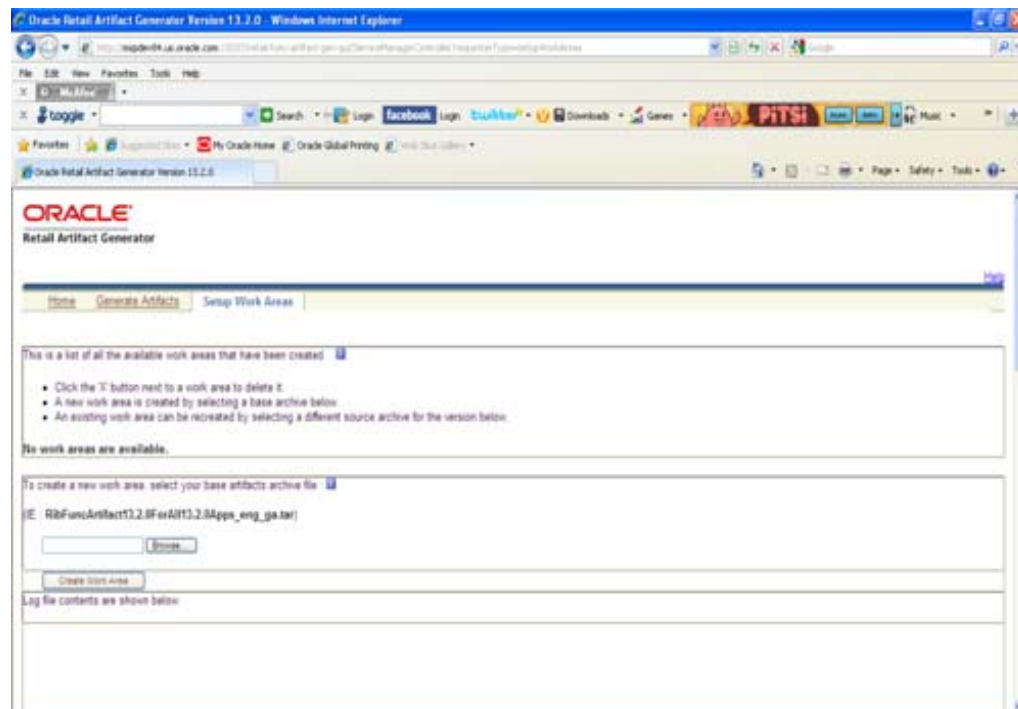 Oracle Retail Artifact Generator Version 13.2.0 - Windows Internet Explorer
Google
File Edit View Favorites Tools Help
McAfee
toggle
Search Login facebook Login twitter Downloads Games PiTSi Music
Favorites My Oracle Home Oracle Global Printing
Oracle Retail Artifact Generator Version 13.2.0
Page Safety Tools
ORACLE
Retail Artifact Generator
Help
Home Generate Artifacts Setup Work Areas
This is a list of all the available work areas that have been created.
Click the 'X' button next to a work area to delete it.
A new work area is created by selecting a base archive below.
An existing work area can be recreated by selecting a different source archive for the version below.
No work areas are available.
To create a new work area, select your base artifacts archive file
(IE: RibFuncArtifact13.2.0ForAll13.2.0Apps_eng_ga.tar)
Browse...
Create Work Area
Log file contents are shown below